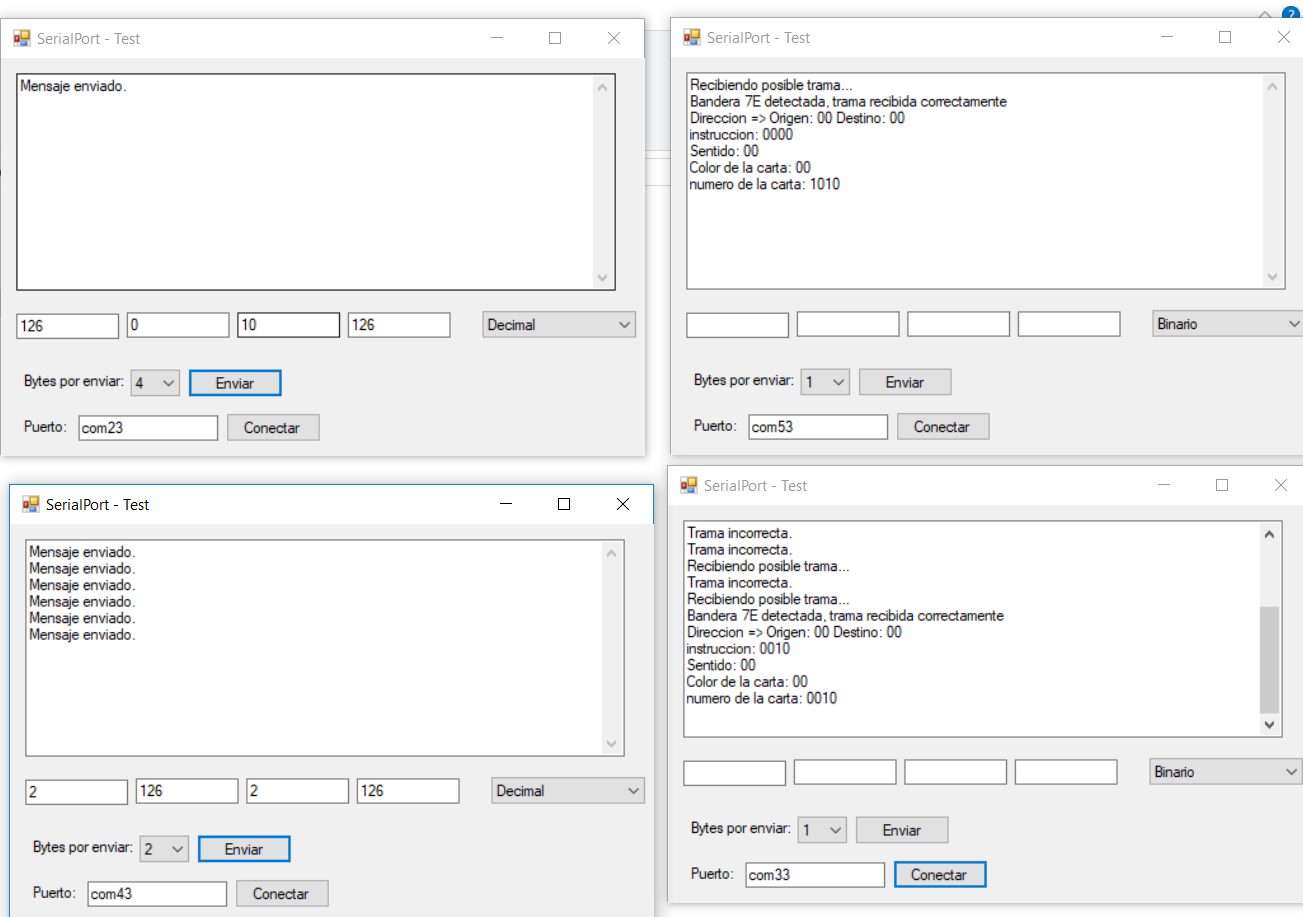 SerialPort - Test
Mensaje enviado.
126 0 10 126 Decimal
Bytes por enviar: 4 Enviar
Puerto: com23 Conectar
?
SerialPort - Test
Recibiendo posible trama...
Bandera 7E detectada, trama recibida correctamente
Direccion => Origen: 00 Destino: 00
instruccion: 0000
Sentido: 00
Color de la carta: 00
numero de la carta: 1010
Binario
Bytes por enviar: 1 Enviar
Puerto: com53 Conectar
SerialPort - Test
Mensaje enviado.
Mensaje enviado.
Mensaje enviado.
Mensaje enviado.
Mensaje enviado.
Mensaje enviado.
2 126 2 126 Decimal
Bytes por enviar: 2 Enviar
Puerto: com43 Conectar
SerialPort - Test
Trama incorrecta.
Trama incorrecta.
Recibiendo posible trama...
Trama incorrecta.
Recibiendo posible trama...
Bandera 7E detectada, trama recibida correctamente
Direccion => Origen: 00 Destino: 00
instruccion: 0010
Sentido: 00
Color de la carta: 00
numero de la carta: 0010
Binario
Bytes por enviar: 1 Enviar
Puerto: com33 Conectar